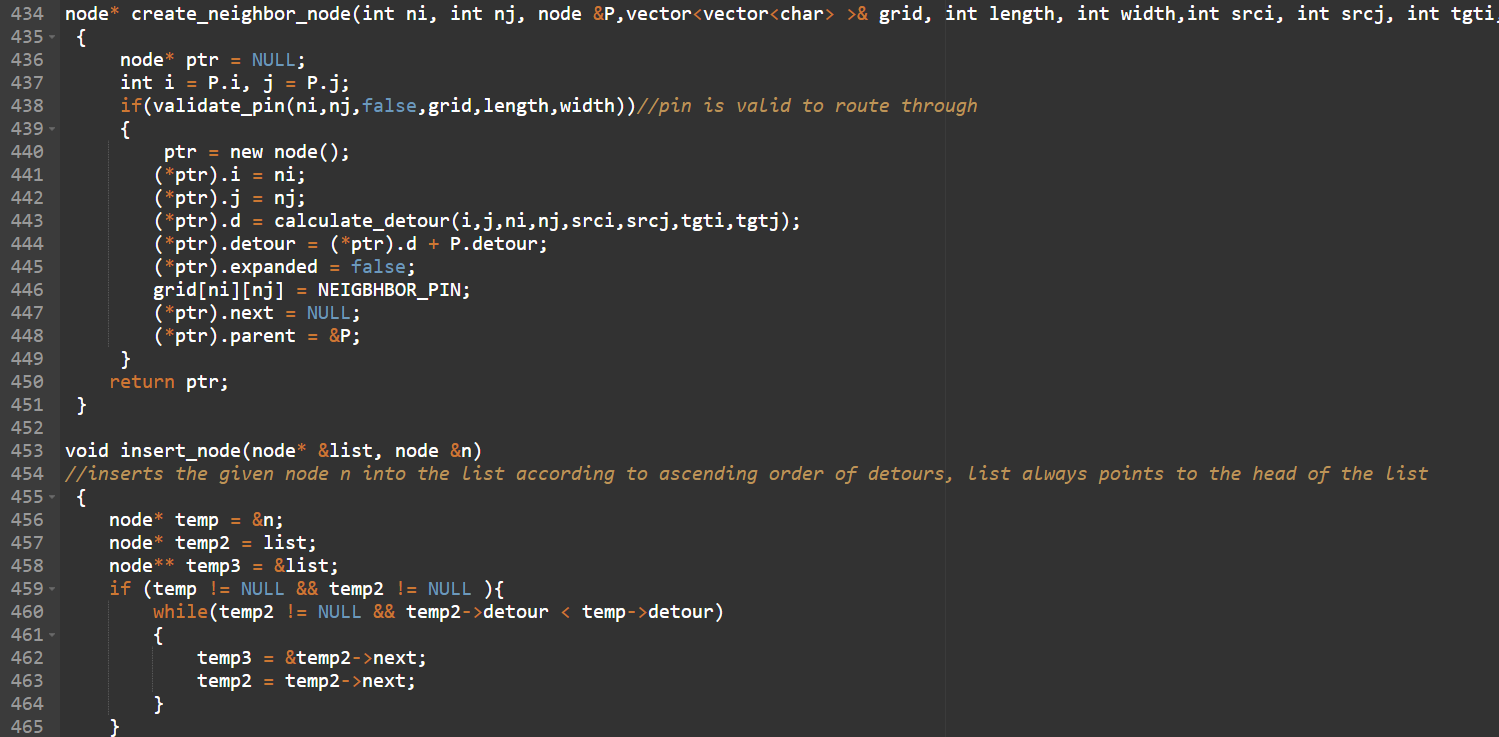 434 node* create_neighbor_node(int ni, int nj, node &P,vector<vector<char> >& grid, int length, int width,int srci, int srcj, int tgti,
435 {
436 node* ptr = NULL;
437 int i = P.i, j = P.j;
438 if(validate_pin(ni,nj,false,grid,length,width))//pin is valid to route through
439 {
440 ptr = new node();
441 (*ptr).i = ni;
442 (*ptr).j = nj;
443 (*ptr).d = calculate_detour(i,j,ni,nj,srci,srcj,tgti,tgtj);
444 (*ptr).detour = (*ptr).d + P.detour;
445 (*ptr).expanded = false;
446 grid[ni][nj] = NEIGBHBOR_PIN;
447 (*ptr).next = NULL;
448 (*ptr).parent = &P;
449 }
450 return ptr;
451 }
452
453 void insert_node(node* &list, node &n)
454 //inserts the given node n into the list according to ascending order of detours, list always points to the head of the list
455 {
456 node* temp = &n;
457 node* temp2 = list;
458 node** temp3 = &list;
459 if (temp != NULL && temp2 != NULL ){
460 while(temp2 != NULL && temp2->detour < temp->detour)
461 {
462 temp3 = &temp2->next;
463 temp2 = temp2->next;
464 }
465 }